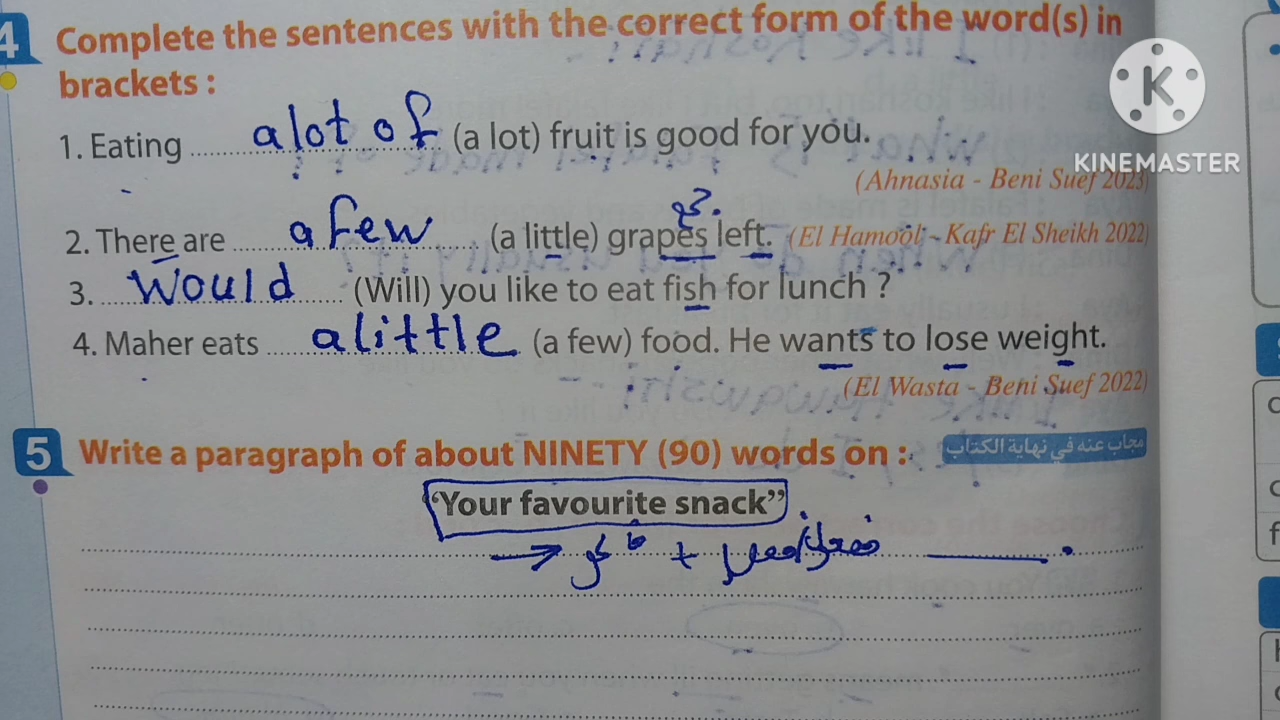 4 Complete the sentences with the correct form of the word(s) in
brackets :
1. Eating a lot of (a lot) fruit is good for you.
(Ahnasia - Beni Suef 2023)
جمع
2. There are a few (a little) grapes left. (El Hamool - Kafr El Sheikh 2022)
3. Would (Will) you like to eat fish for lunch ?
4. Maher eats a little (a few) food. He wants to lose weight.
(El Wasta - Beni Suef 2022)
5 Write a paragraph of about NINETY (90) words on : مجاب عنه في نهاية الكتاب
"Your favourite snack"
KINEMASTER